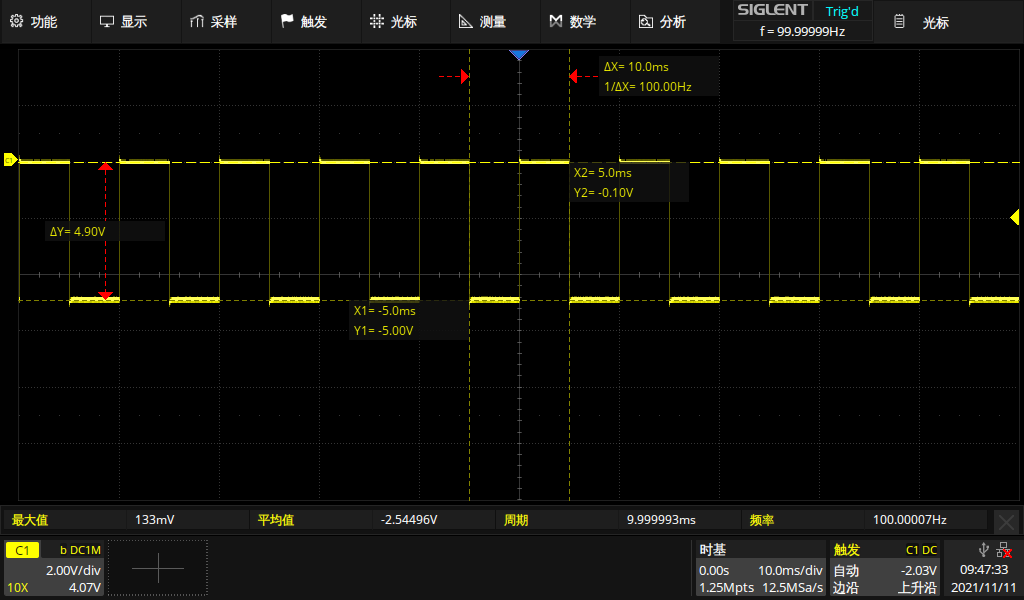 功能 显示 采样 触发 光标 测量 数学 分析 SIGLENT Trig'd 光标
f = 99.99999Hz
ΔX= 10.0ms
1/ΔX= 100.00Hz
C1
X2= 5.0ms
Y2= -0.10V
ΔY= 4.90V
X1= -5.0ms
Y1= -5.00V
最大值 133mV 平均值 -2.54496V 周期 9.999993ms 频率 100.00007Hz
C1 b DC1M
2.00V/div
10X 4.07V
时基
0.00s 10.0ms/div
1.25Mpts 12.5MSa/s
触发 C1 DC
自动 -2.03V
边沿 上升沿
09:47:33
2021/11/11